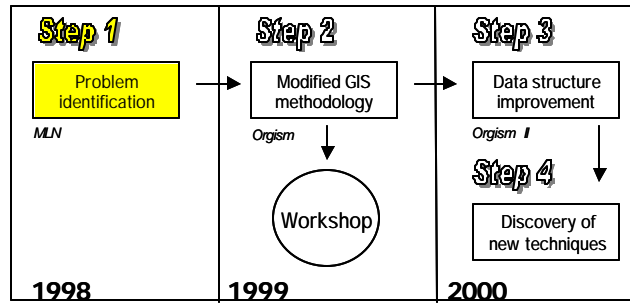 Step 1
Problem
identification
MLN
1998
Step 2
Modified GIS
methodology
Orgism
Workshop
1999
Step 3
Data structure
improvement
Orgism II
Step 4
Discovery of
new techniques
2000